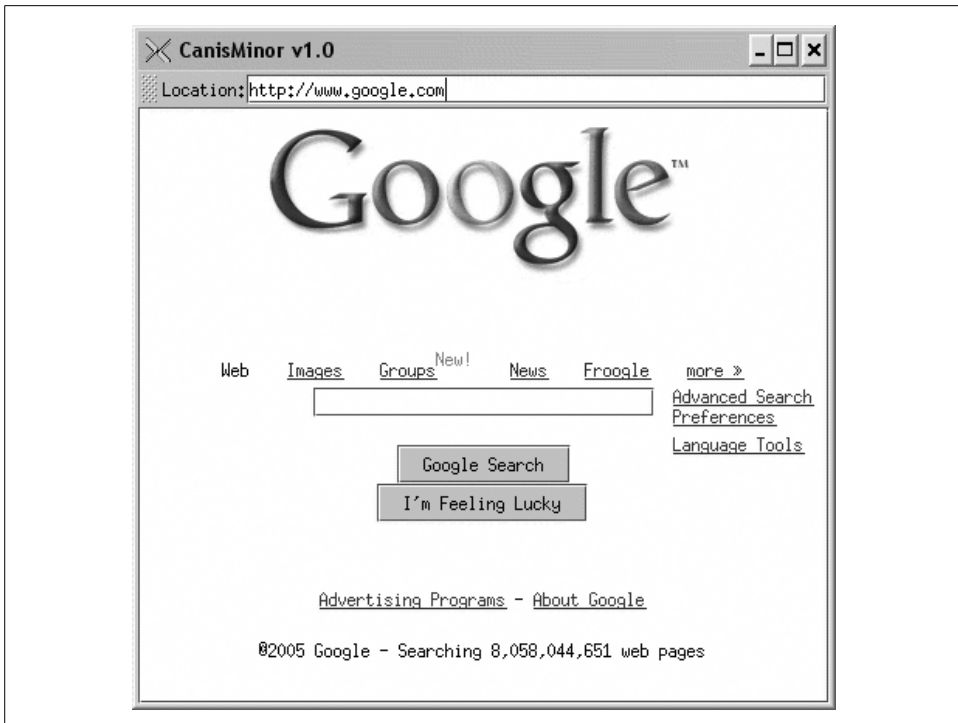 CanisMinor v1.0
Location: http://www.google.com
Google™
Web Images Groups New! News Froogle more »
Advanced Search
Preferences
Language Tools
Google Search
I'm Feeling Lucky
Advertising Programs - About Google
©2005 Google - Searching 8,058,044,651 web pages